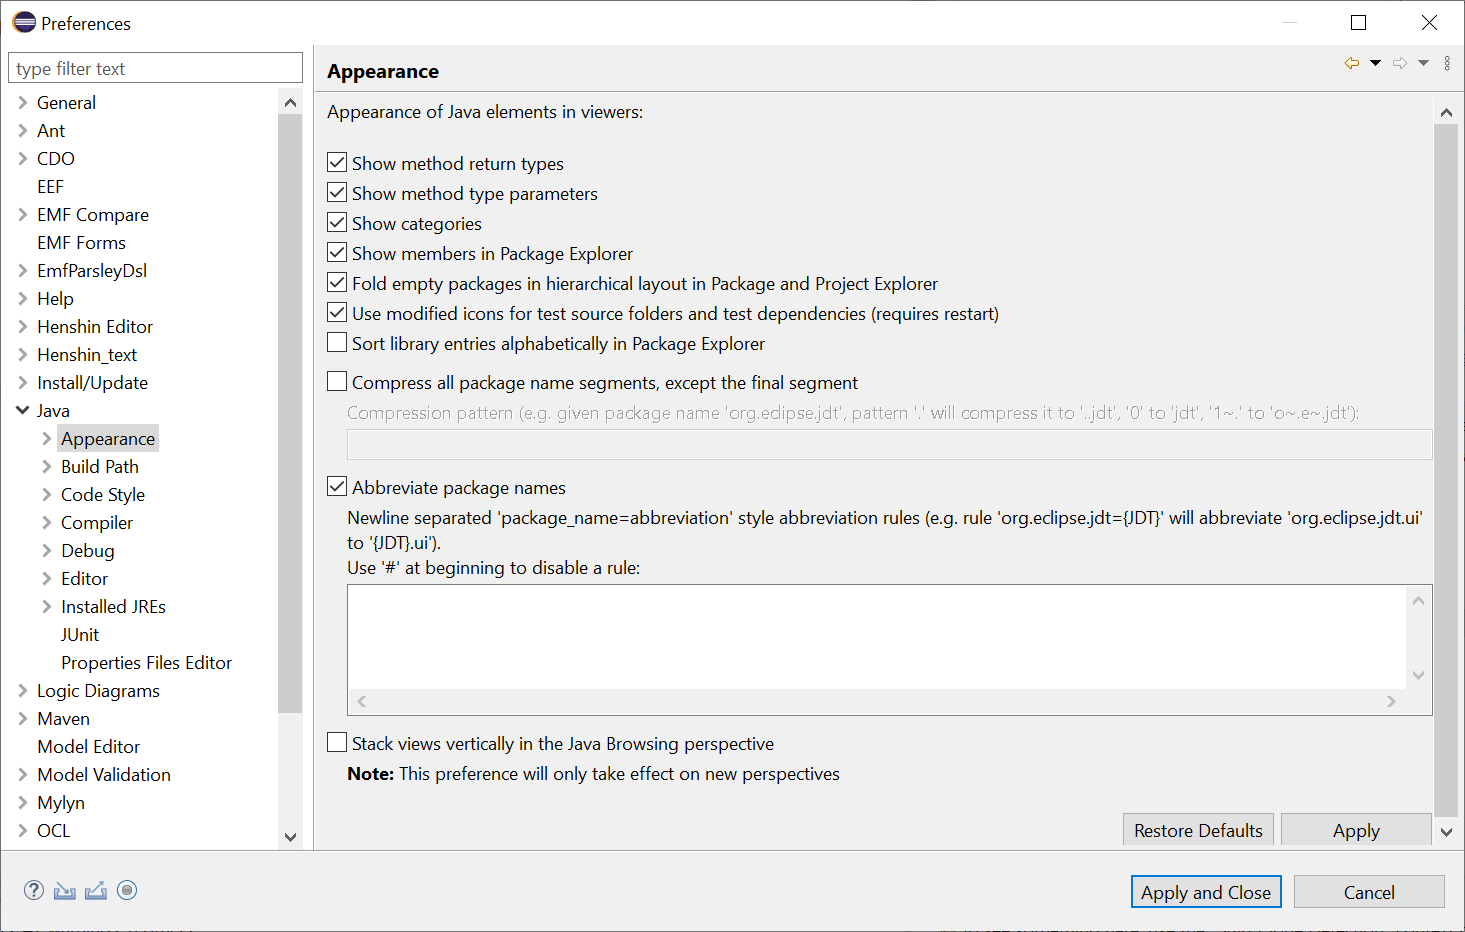 Preferences
type filter text
General
Ant
CDO
EEF
EMF Compare
EMF Forms
EmfParsleyDsl
Help
Henshin Editor
Henshin_text
Install/Update
Java
Appearance
Build Path
Code Style
Compiler
Debug
Editor
Installed JREs
JUnit
Properties Files Editor
Logic Diagrams
Maven
Model Editor
Model Validation
Mylyn
OCL
Appearance
Appearance of Java elements in viewers:
Show method return types
Show method type parameters
Show categories
Show members in Package Explorer
Fold empty packages in hierarchical layout in Package and Project Explorer
Use modified icons for test source folders and test dependencies (requires restart)
Sort library entries alphabetically in Package Explorer
Compress all package name segments, except the final segment
Compression pattern (e.g. given package name 'org.eclipse.jdt', pattern '.' will compress it to '..jdt', '0' to 'jdt', '1~.' to 'o~.e~.jdt'):
Abbreviate package names
Newline separated 'package_name=abbreviation' style abbreviation rules (e.g. rule 'org.eclipse.jdt={JDT}' will abbreviate 'org.eclipse.jdt.ui'
to '{JDT}.ui').
Use '#' at beginning to disable a rule:
Stack views vertically in the Java Browsing perspective
Note: This preference will only take effect on new perspectives
Restore Defaults
Apply
Apply and Close
Cancel